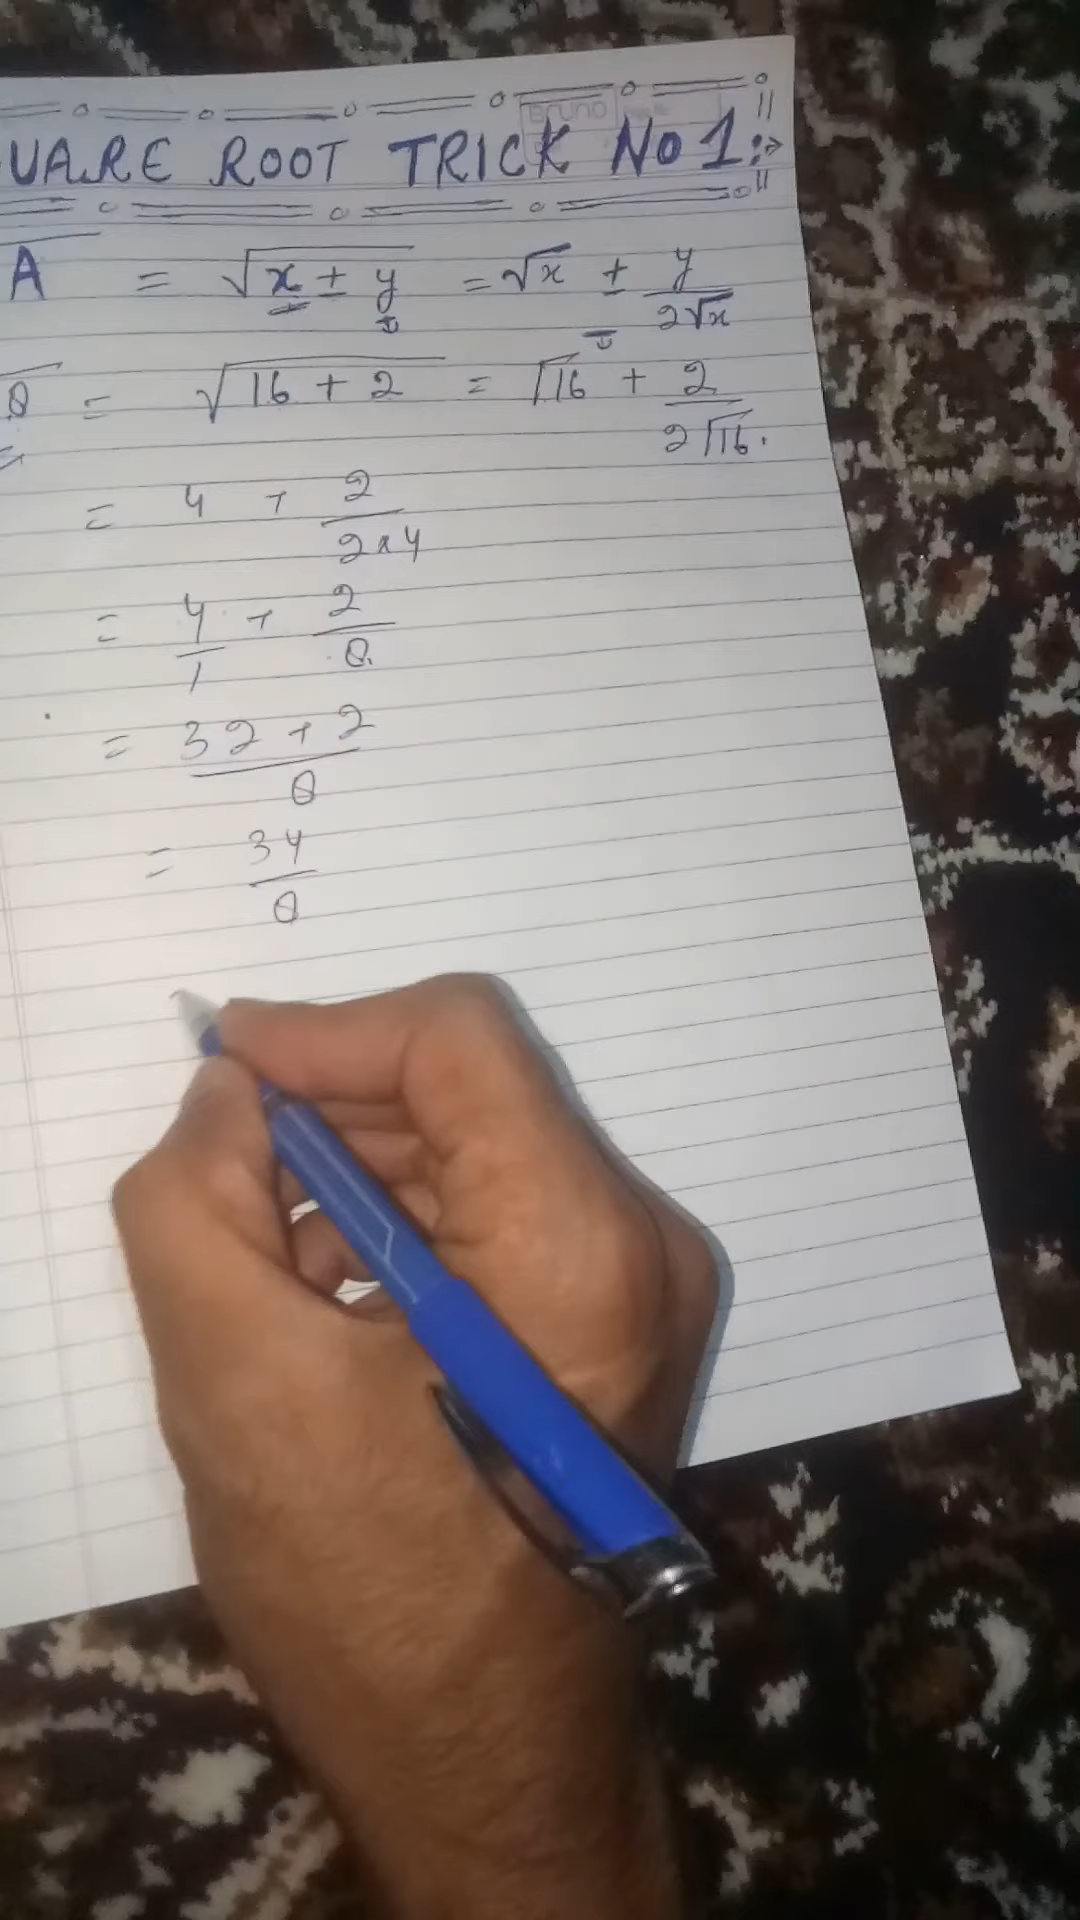 UARE ROOT TRICK No 1:→
A = √x ± y = √x ± y/2√x
8 = √16 + 2 = √16 + 2/2√16.
= 4 + 2/2×4
= 4/1 + 2/8
= 32 + 2/8
= 34/8